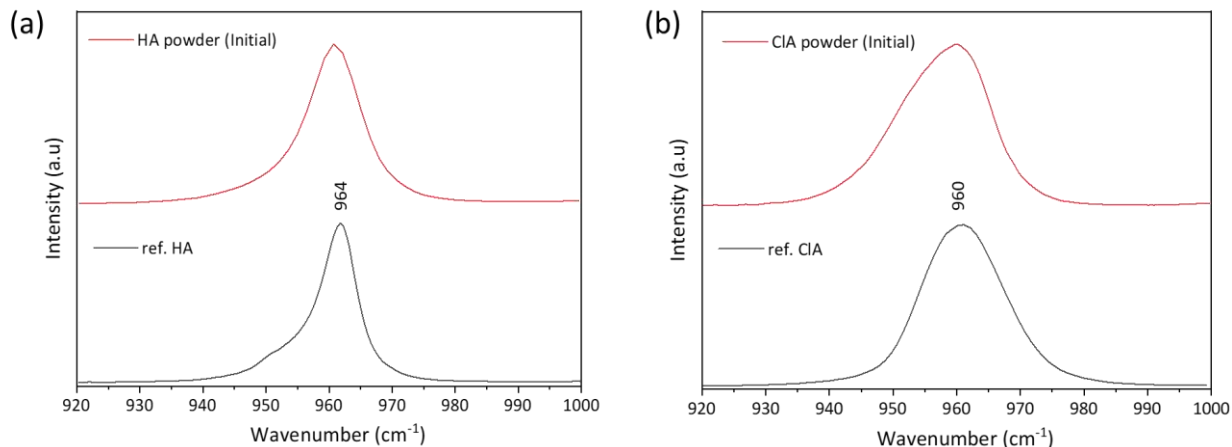 (a)
HA powder (Initial)
964
ref. HA
Intensity (a.u)
920 930 940 950 960 970 980 990 1000
Wavenumber (cm⁻¹)
(b)
ClA powder (Initial)
960
ref. ClA
Intensity (a.u)
920 930 940 950 960 970 980 990 1000
Wavenumber (cm⁻¹)